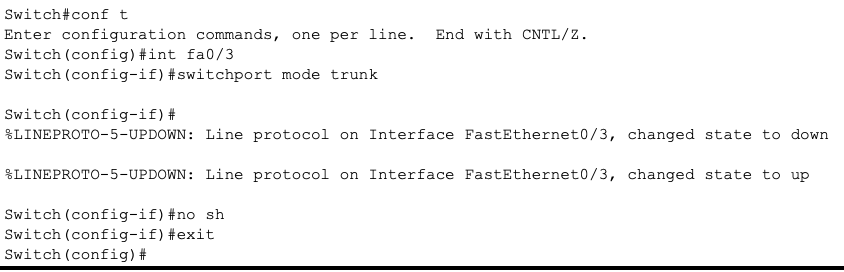 Switch#conf t
Enter configuration commands, one per line.  End with CNTL/Z.
Switch(config)#int fa0/3
Switch(config-if)#switchport mode trunk
Switch(config-if)#
%LINEPROTO-5-UPDOWN: Line protocol on Interface FastEthernet0/3, changed state to down
%LINEPROTO-5-UPDOWN: Line protocol on Interface FastEthernet0/3, changed state to up
Switch(config-if)#no sh
Switch(config-if)#exit
Switch(config)#